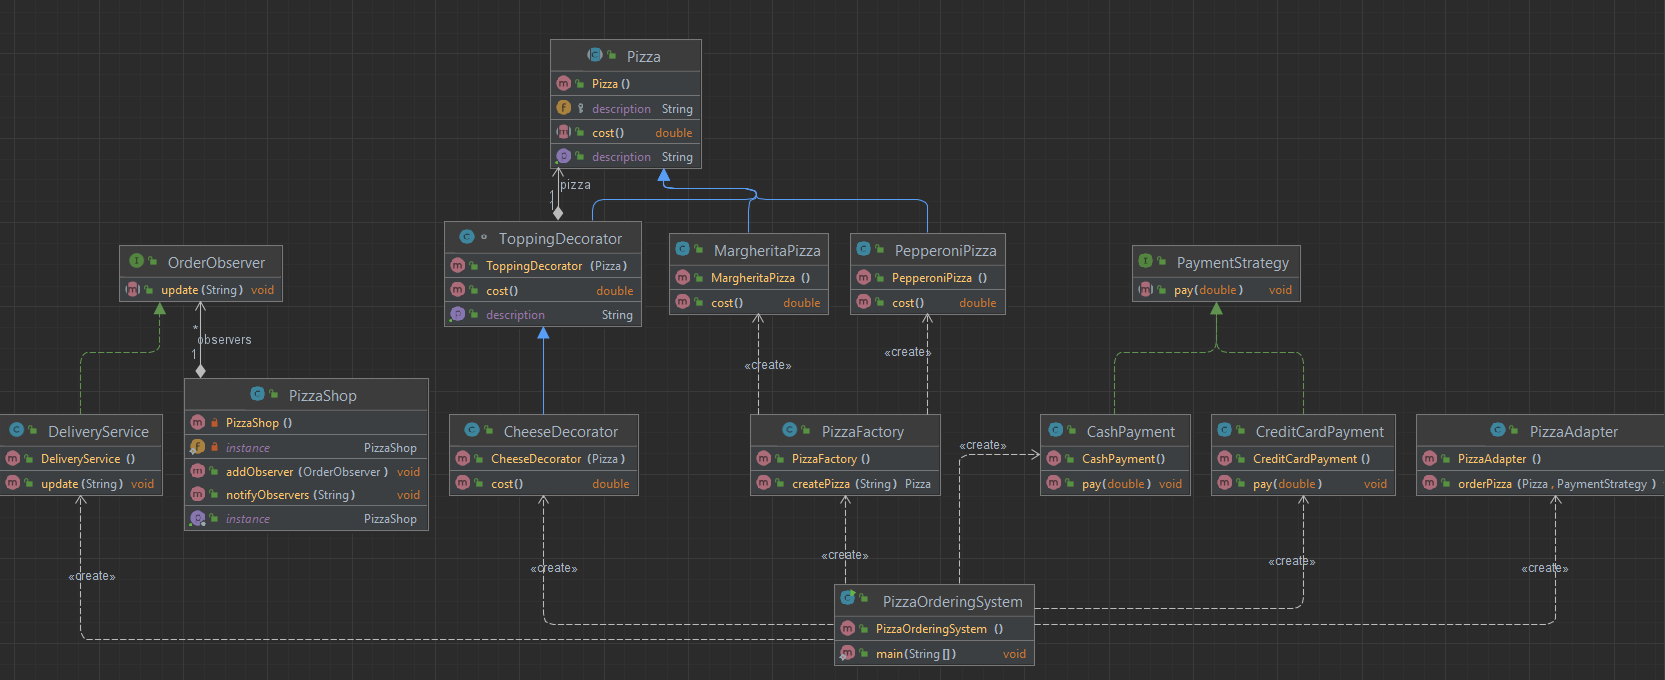 Pizza
Pizza ()
description String
cost() double
description String
pizza
1
ToppingDecorator
ToppingDecorator (Pizza)
cost() double
description String
MargheritaPizza
MargheritaPizza ()
cost() double
PepperoniPizza
PepperoniPizza ()
cost() double
OrderObserver
update(String) void
PaymentStrategy
pay(double) void
*
observers
1
«create»
«create»
DeliveryService
DeliveryService ()
update(String) void
PizzaShop
PizzaShop ()
instance PizzaShop
addObserver (OrderObserver) void
notifyObservers (String) void
instance PizzaShop
CheeseDecorator
CheeseDecorator (Pizza)
cost() double
PizzaFactory
PizzaFactory ()
createPizza (String) Pizza
«create»
CashPayment
CashPayment()
pay(double) void
CreditCardPayment
CreditCardPayment ()
pay(double) void
PizzaAdapter
PizzaAdapter ()
orderPizza (Pizza, PaymentStrategy)
«create»
«create»
«create»
«create»
«create»
PizzaOrderingSystem
PizzaOrderingSystem ()
main(String[]) void